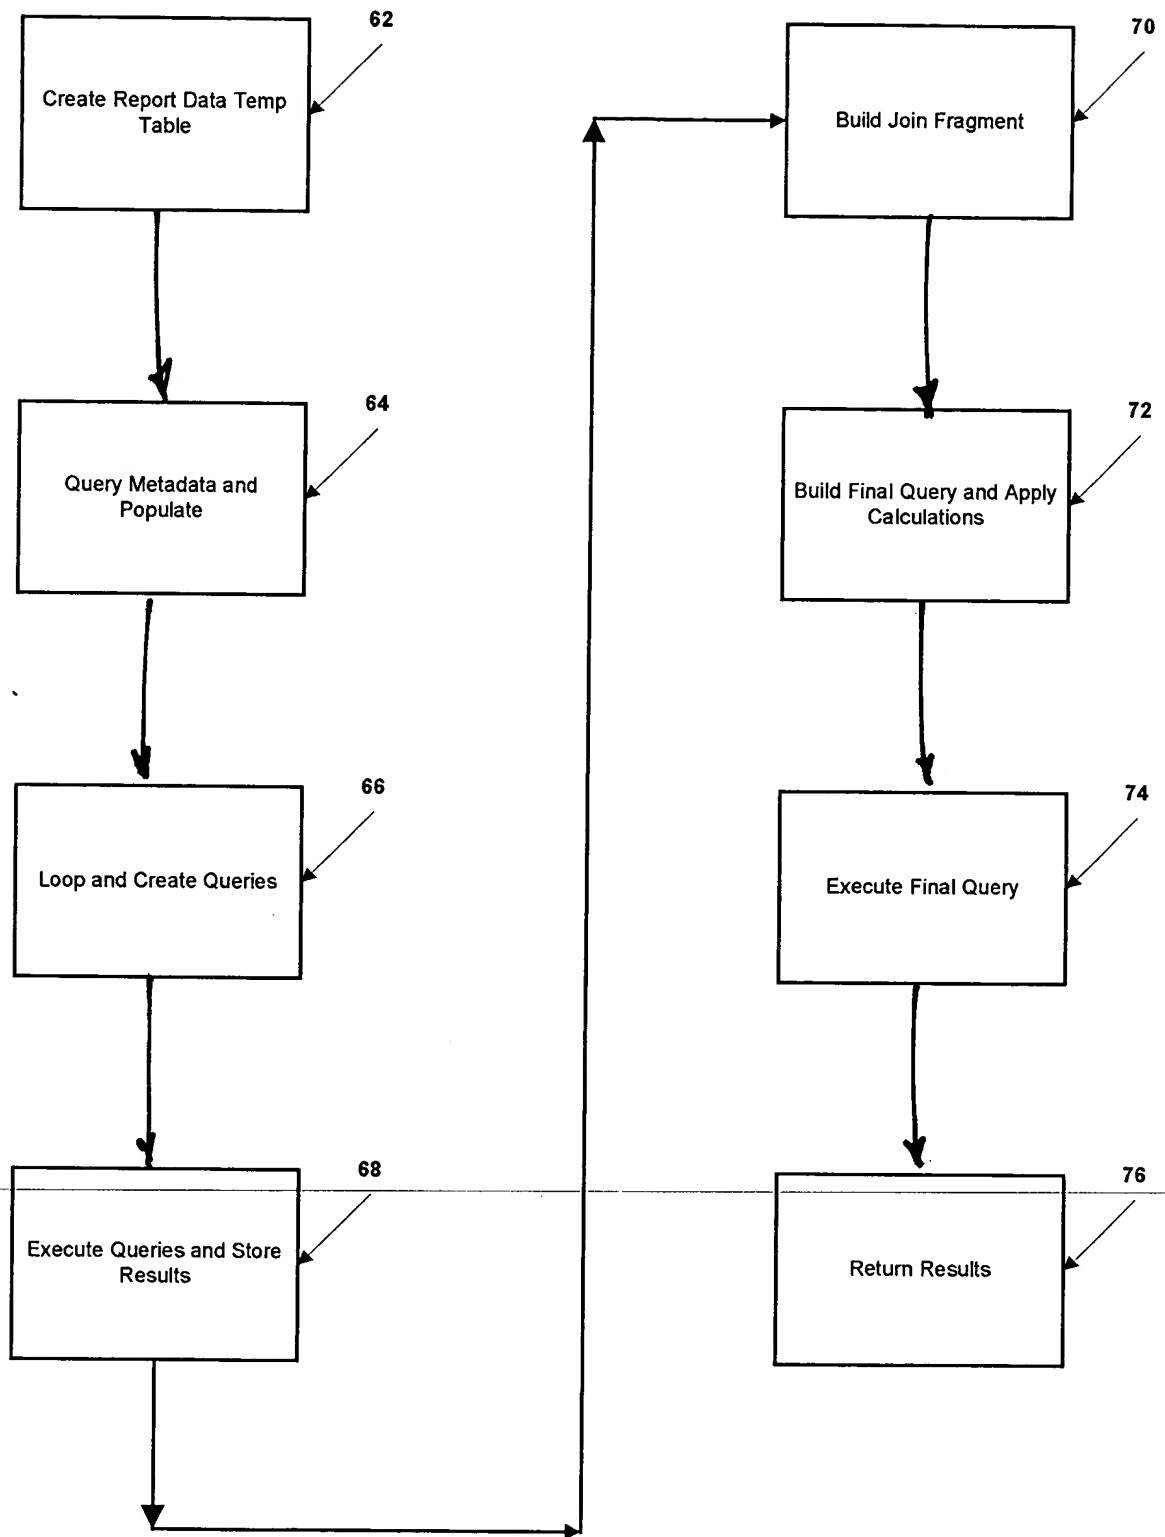 62
Create Report Data Temp
Table
64
Query Metadata and
Populate
66
Loop and Create Queries
68
Execute Queries and Store
Results
70
Build Join Fragment
72
Build Final Query and Apply
Calculations
74
Execute Final Query
76
Return Results